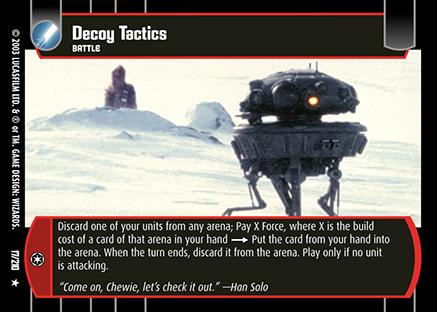 Decoy Tactics
BATTLE
© 2003 LUCASFILM LTD. & ® or TM. GAME DESIGN: WIZARDS.
17/210
Discard one of your units from any arena; Pay X Force, where X is the build
cost of a card of that arena in your hand → Put the card from your hand into
the arena. When the turn ends, discard it from the arena. Play only if no unit
is attacking.
“Come on, Chewie, let's check it out.” —Han Solo